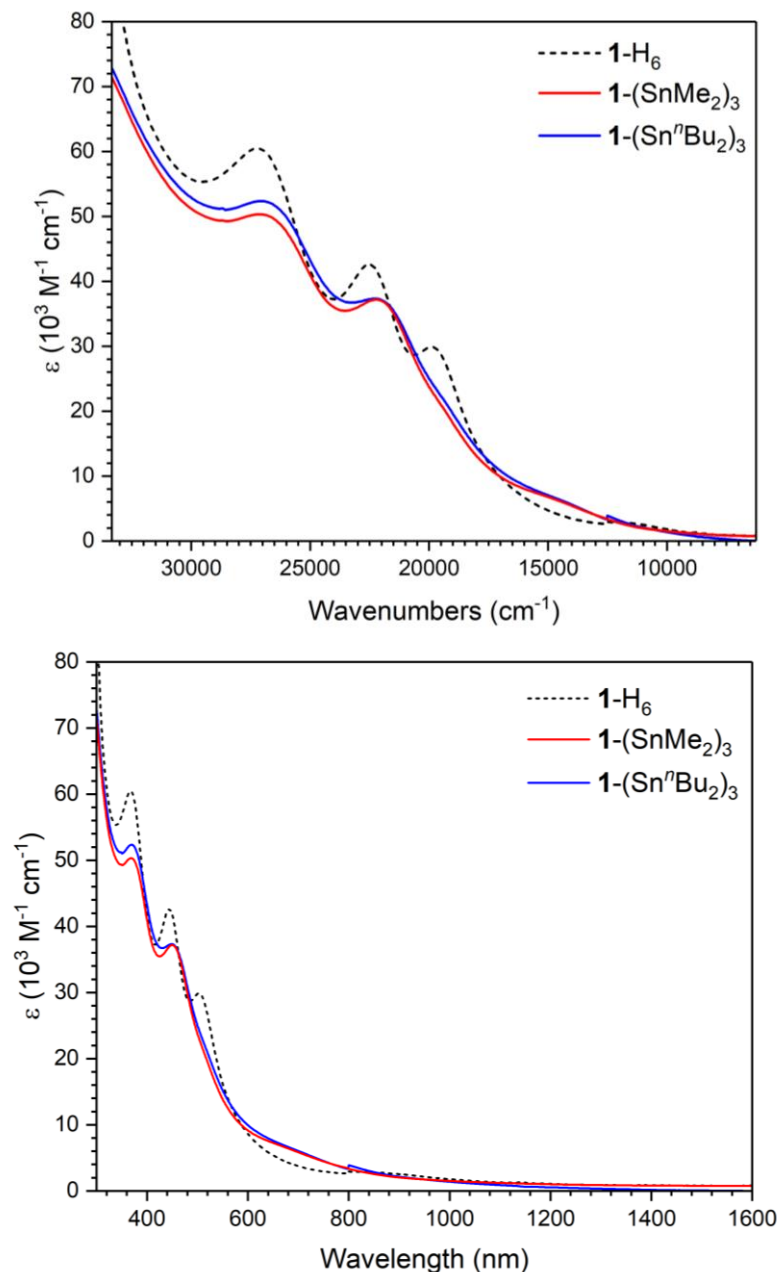 80
70
60
50
40
30
20
10
0
ε (10³ M⁻¹ cm⁻¹)
1-H₆
1-(SnMe₂)₃
1-(SnⁿBu₂)₃
30000 25000 20000 15000 10000
Wavenumbers (cm⁻¹)
80
70
60
50
40
30
20
10
0
ε (10³ M⁻¹ cm⁻¹)
1-H₆
1-(SnMe₂)₃
1-(SnⁿBu₂)₃
400 600 800 1000 1200 1400 1600
Wavelength (nm)